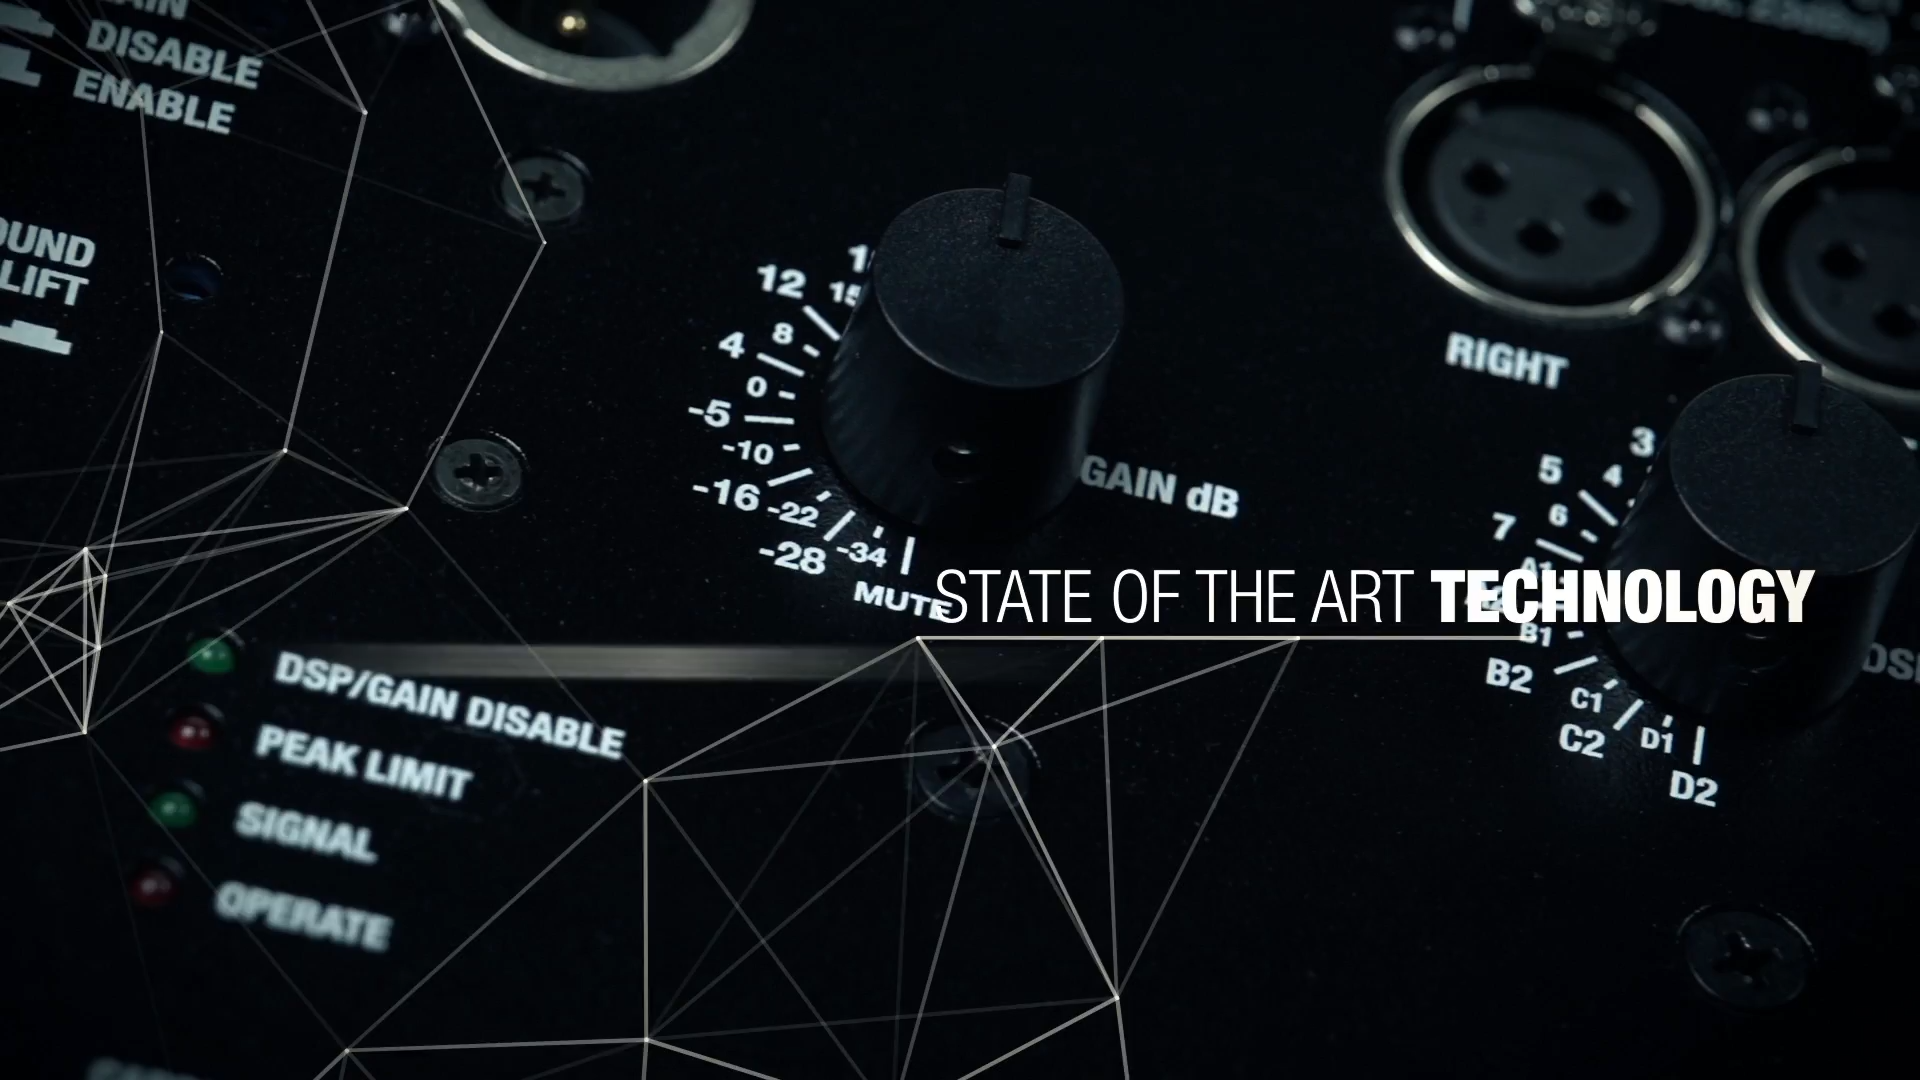 DISABLE
ENABLE
LIFT
12
15
8
4
0
-5
-10
-16
-22
-28
-34
MUTE
GAIN dB
RIGHT
3
5
4
6
7
A1
B1
B2
C1
C2
D1
D2
STATE OF THE ART TECHNOLOGY
DSP/GAIN DISABLE
PEAK LIMIT
SIGNAL
OPERATE